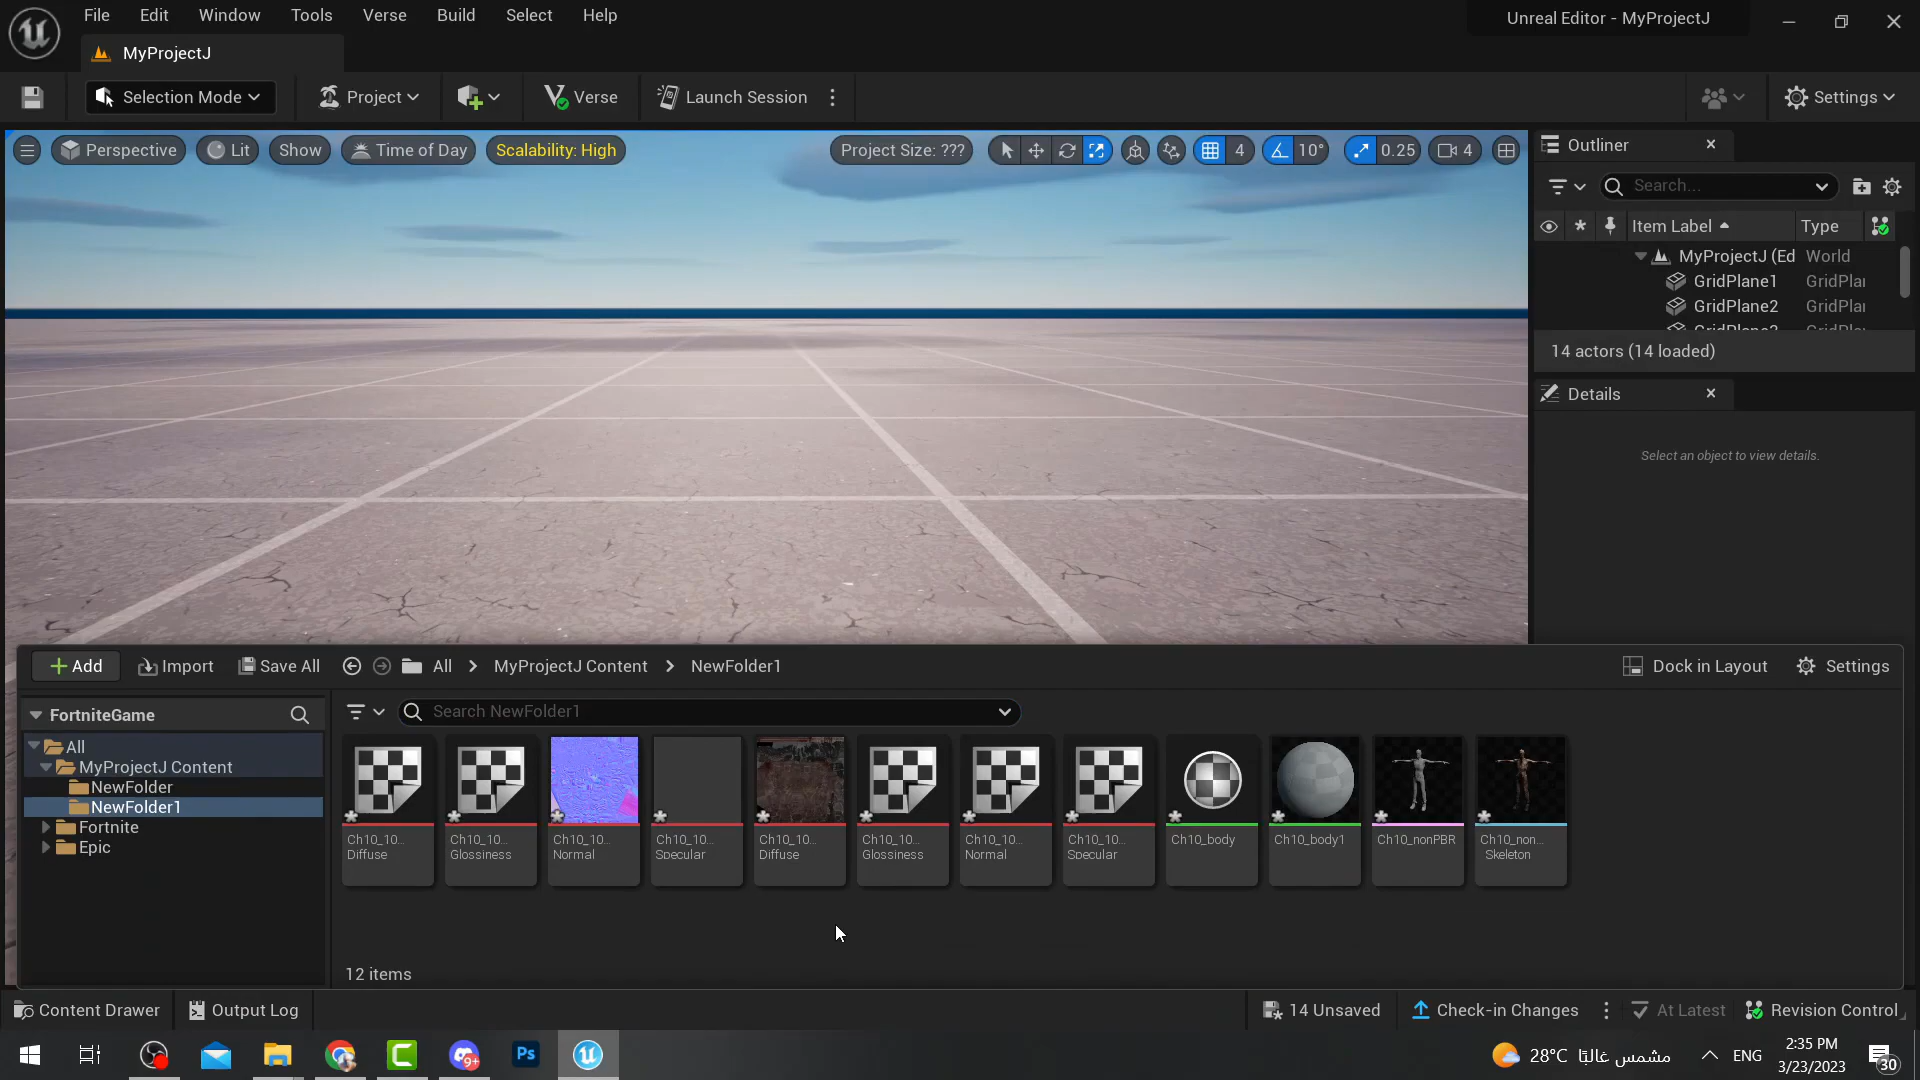 File Edit Window Tools Verse Build Select Help
Unreal Editor - MyProjectJ
MyProjectJ
Selection Mode
Project
Verse
Launch Session
Settings
Perspective
Lit
Show
Time of Day
Scalability: High
Project Size: ???
4
10°
0.25
4
Outliner
Search...
Item Label
Type
MyProjectJ (Ed World
GridPlane1 GridPlar
GridPlane2 GridPlar
14 actors (14 loaded)
Details
Select an object to view details.
Add
Import
Save All
All
MyProjectJ Content
NewFolder1
Dock in Layout
Settings
FortniteGame
Search NewFolder1
All
MyProjectJ Content
NewFolder
NewFolder1
Fortnite
Epic
Ch10_10...
Diffuse
Ch10_10...
Glossiness
Ch10_10...
Normal
Ch10_10...
Specular
Ch10_10...
Diffuse
Ch10_10...
Glossiness
Ch10_10...
Normal
Ch10_10...
Specular
Ch10_body
Ch10_body1
Ch10_nonPBR
Ch10_non...
Skeleton
12 items
Content Drawer
Output Log
14 Unsaved
Check-in Changes
At Latest
Revision Control
9+
Ps
28°C مشمس غالبًا
ENG
2:35 PM
3/23/2023
30